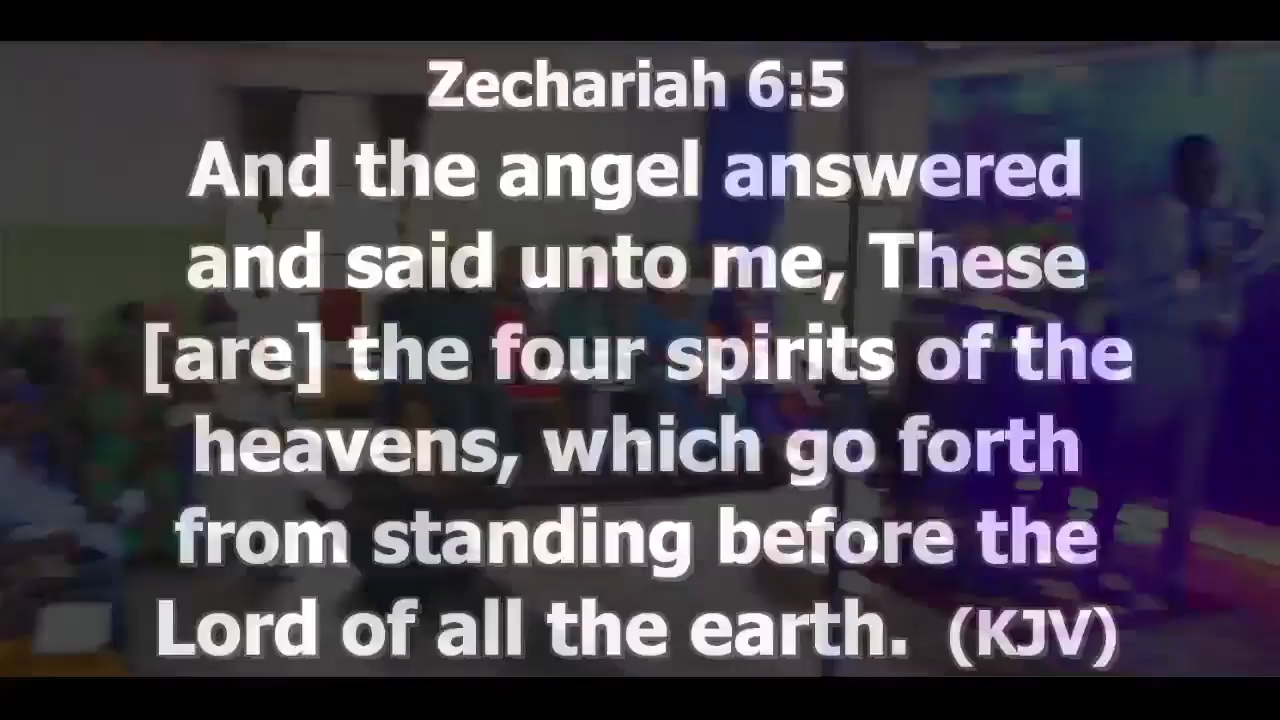 Zechariah 6:5
And the angel answered
and said unto me, These
[are] the four spirits of the
heavens, which go forth
from standing before the
Lord of all the earth. (KJV)